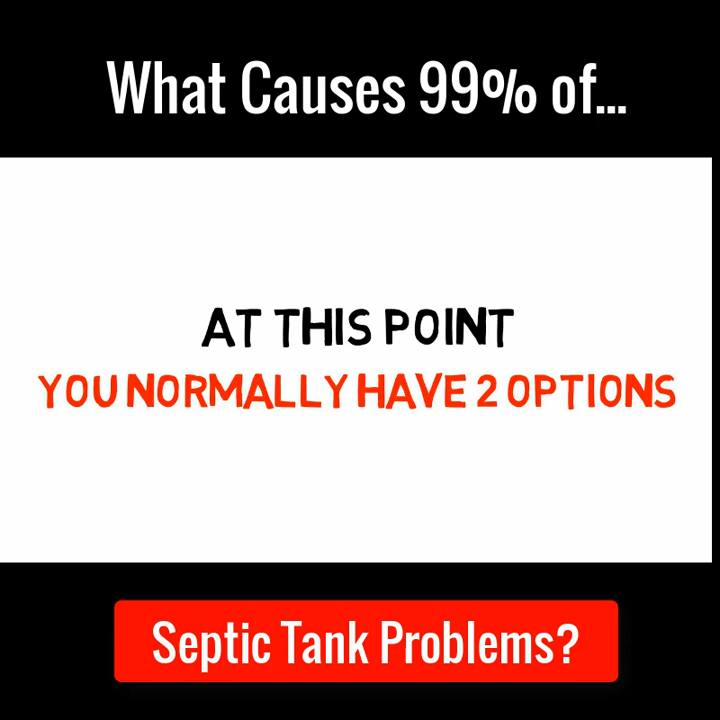 What Causes 99% of...
AT THIS POINT
YOU NORMALLY HAVE 2 OPTIONS
Septic Tank Problems?